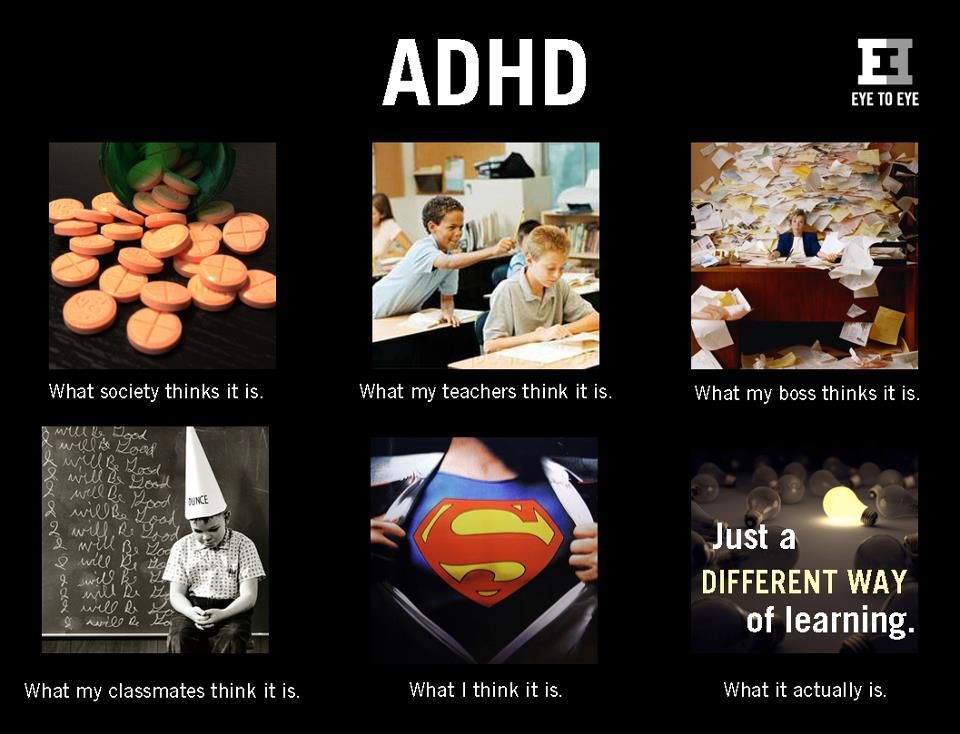 ADHD
EYE TO EYE
What society thinks it is.
What my teachers think it is.
What my boss thinks it is.
I will Be Good
I will Be Good
I will Be Good
I will Be Good
I will Be Good
I will Be Good
I will Be Good
I will Be Good
I will Be Good
I will Be Good
I will Be Good
DUNCE
S
Just a
DIFFERENT WAY
of learning.
What my classmates think it is.
What I think it is.
What it actually is.